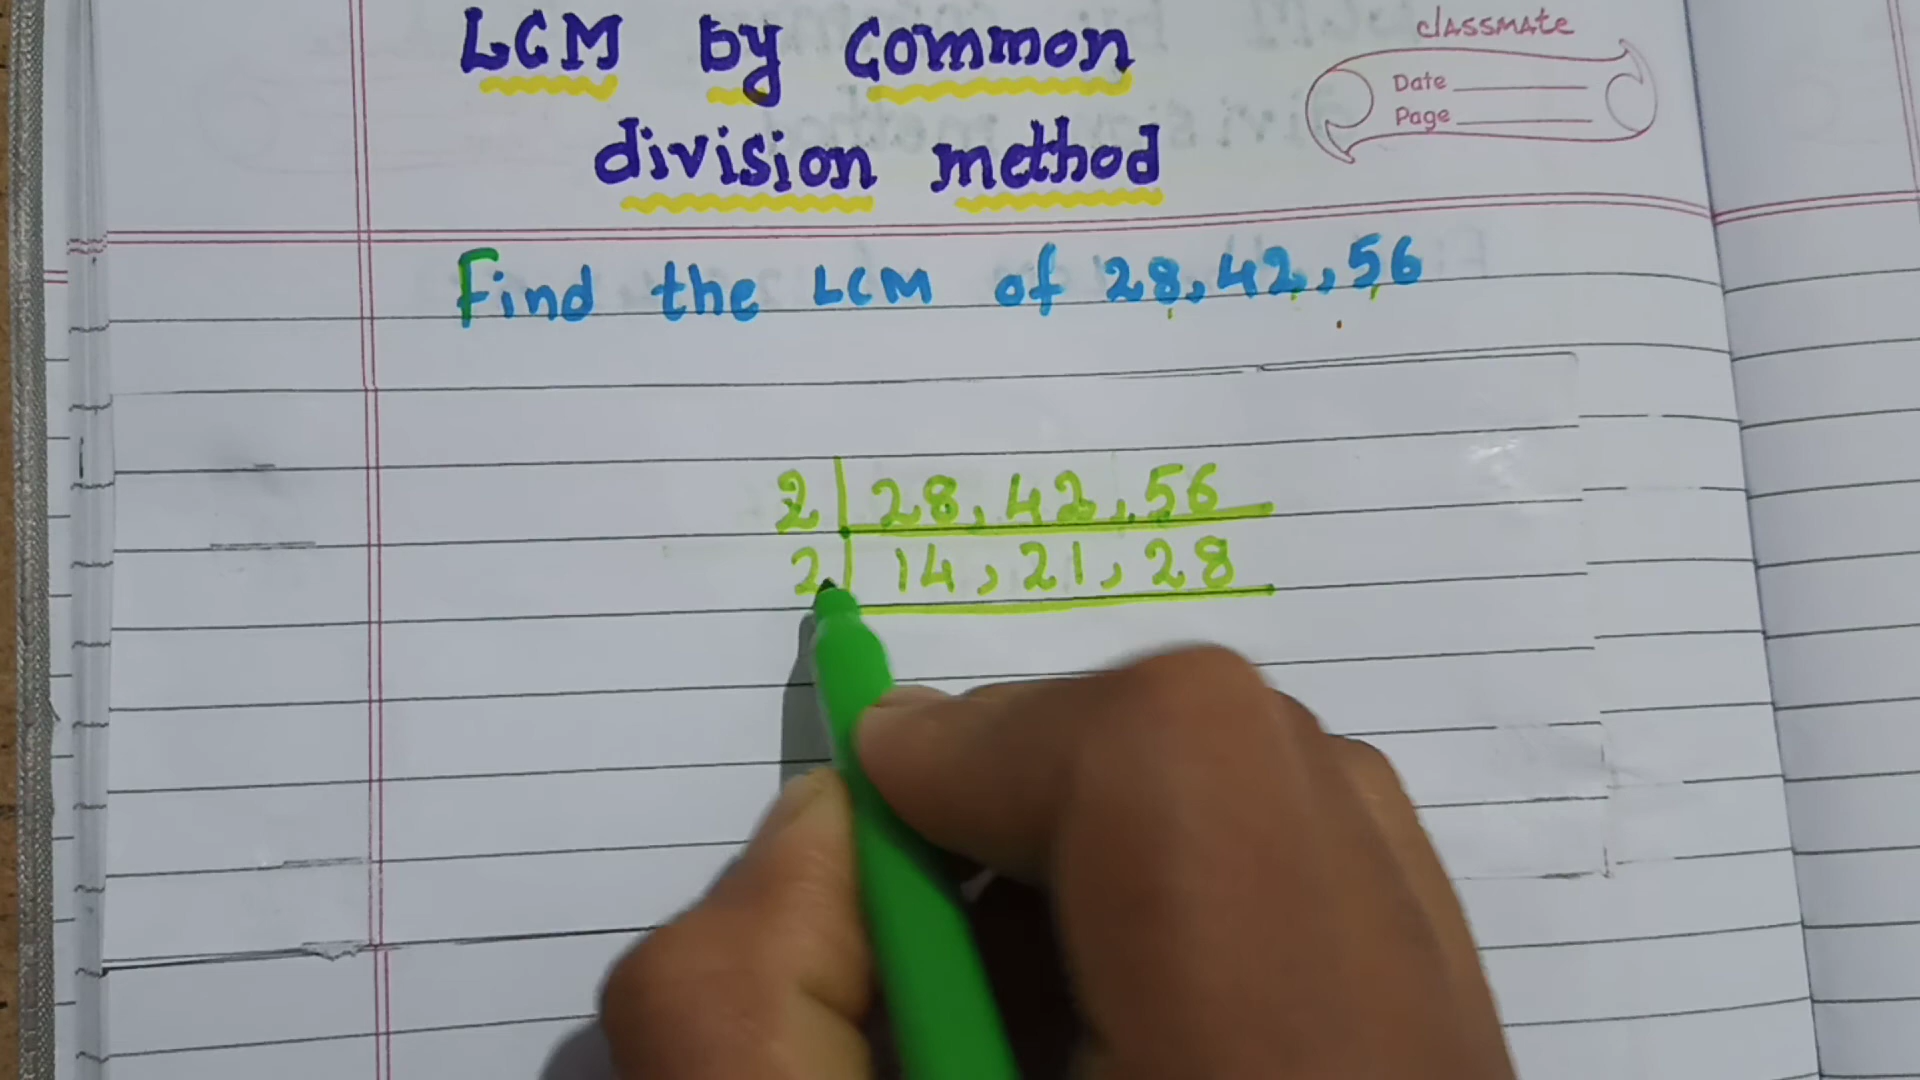 LCM by Common
division method
classmate
Date
Page
Find the LCM of 28,42,56
2 28,42,56
2 14,21,28